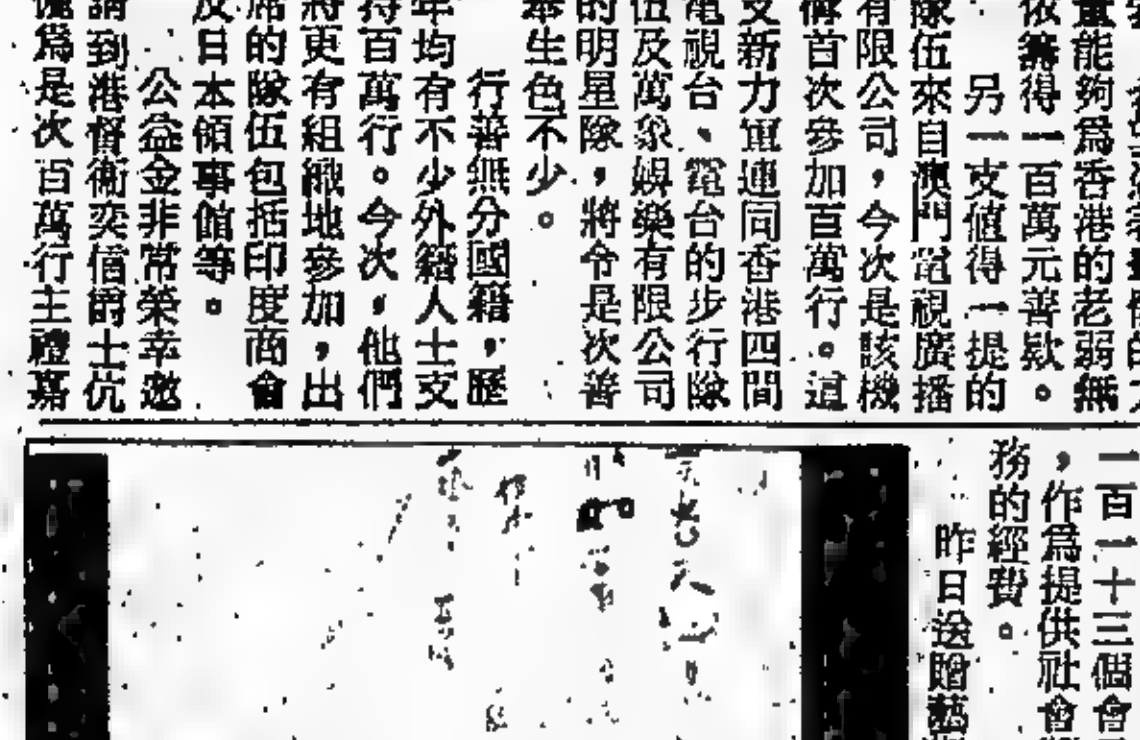 量能夠爲香港的老弱無
依籌得一百萬元善欵。
另一支值得一提的
隊伍來自澳門電視廣播
有限公司，今次是該機
構首次參加百萬行。這
支新力軍連同香港四間
電視台、電台的步行隊
伍及萬象娛樂有限公司
的明星隊，將令是次善
舉生色不少。
行善無分國籍，歷
年均有不少外籍人士支
持百萬行。今次，他們
將更有組織地參加，出
席的隊伍包括印度商會
及日本領事館等。
公益金非常榮幸邀
請到港督衞奕信爵士伉
儷爲是次百萬行主禮嘉
一百一十三個會
，作爲提供社會
務的經費。
昨日送贈藝